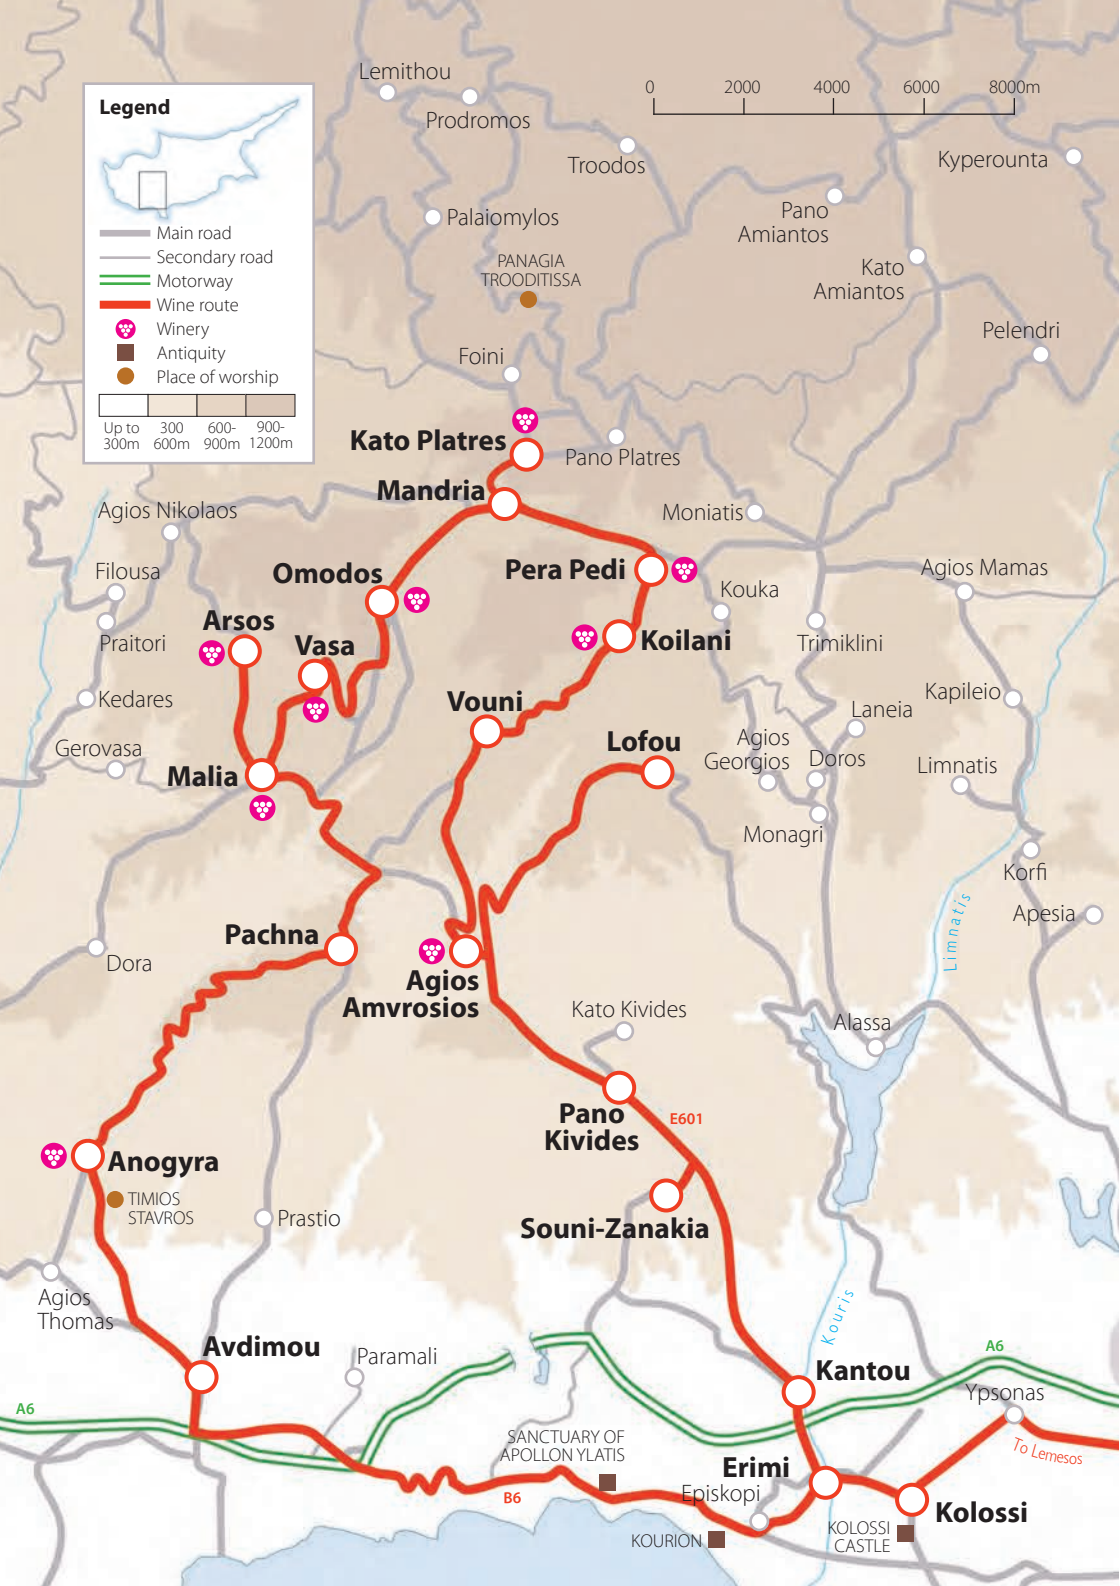 Legend
Main road
Secondary road
Motorway
Wine route
Winery
Antiquity
Place of worship
Up to
300m
300
600m
600-
900m
900-
1200m
0
2000
4000
6000
8000m
Lemithou
Prodromos
Troodos
Kyperounta
Palaiomylos
Pano
Amiantos
PANAGIA
TROODITISSA
Kato
Amiantos
Pelendri
Foini
Kato Platres
Pano Platres
Mandria
Agios Nikolaos
Moniatis
Filousa
Omodos
Pera Pedi
Agios Mamas
Kouka
Arsos
Praitori
Vasa
Koilani
Trimiklini
Kedares
Vouni
Kapileio
Laneia
Gerovasa
Lofou
Agios
Georgios
Doros
Limnatis
Malia
Monagri
Korfi
Apesia
Limnatis
Pachna
Dora
Agios
Amvrosios
Kato Kivides
Alassa
Pano
Kivides
E601
Anogyra
TIMIOS
STAVROS
Prastio
Souni-Zanakia
Agios
Thomas
Kouris
Avdimou
Paramali
Kantou
A6
A6
Ypsonas
To Lemesos
SANCTUARY OF
APOLLON YLATIS
Erimi
Episkopi
B6
Kolossi
KOURION
KOLOSSI
CASTLE